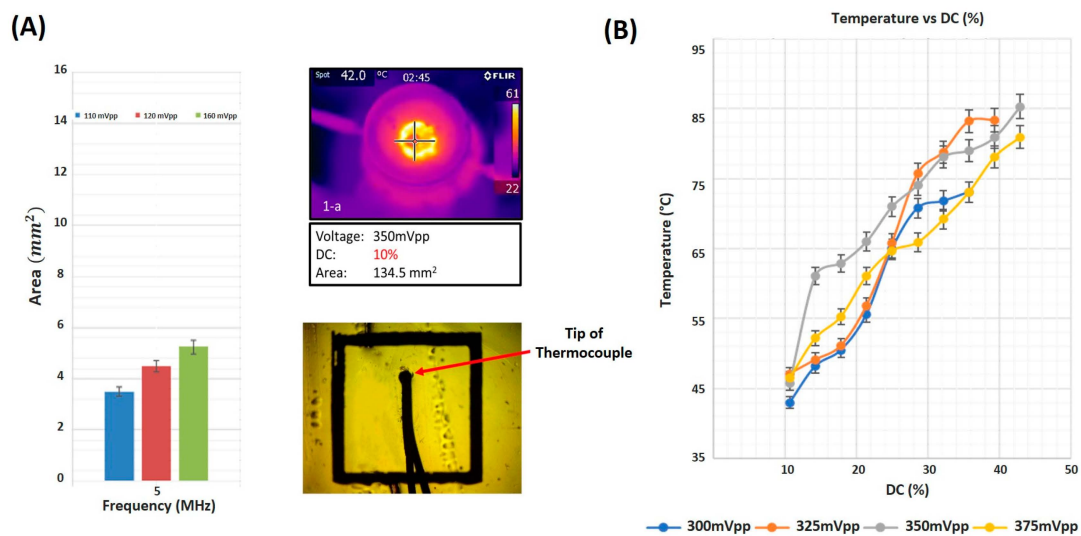 (A)
16
14
12
10
8
6
4
2
0
Area (mm²)
110 mVpp 120 mVpp 160 mVpp
5
Frequency (MHz)
Spot 42.0 °C 02:45 FLIR
61
22
1-a
Voltage: 350mVpp
DC: 10%
Area: 134.5 mm²
Tip of
Thermocouple
(B)
Temperature vs DC (%)
95
85
75
65
55
45
35
Temperature (°C)
10 20 30 40 50
DC (%)
300mVpp 325mVpp 350mVpp 375mVpp